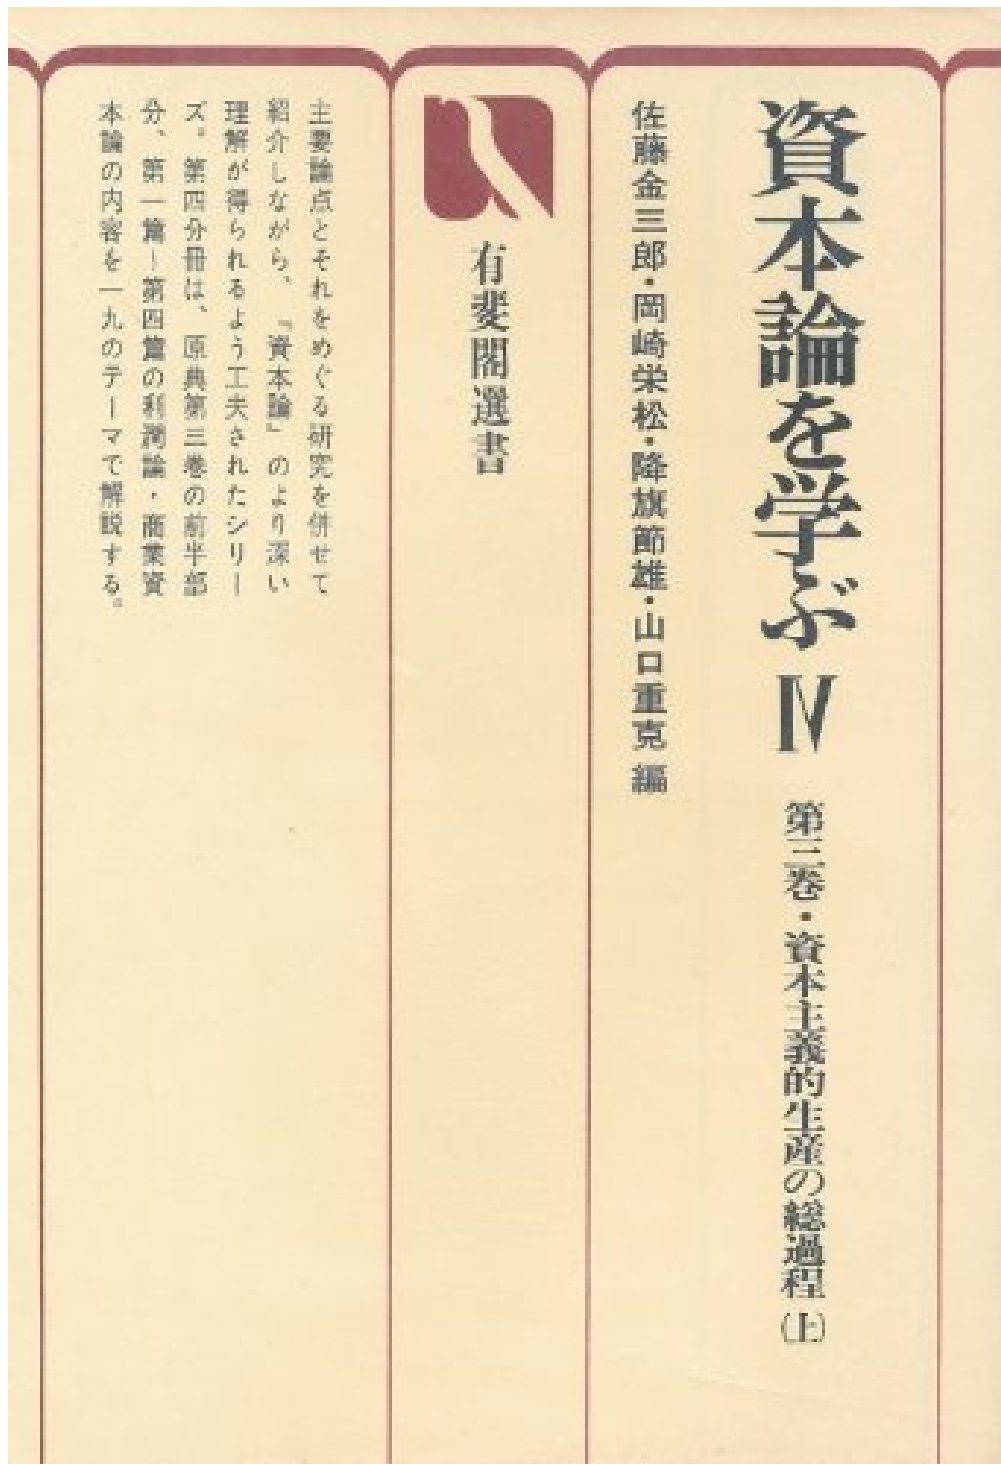 資本論を学ぶ Ⅳ 第三巻・資本主義的生産の総過程(上)
佐藤金三郎・岡崎栄松・降旗節雄・山口重克 編
有斐閣選書
主要論点とそれをめぐる研究を併せて
紹介しながら、『資本論』のより深い
理解が得られるよう工夫されたシリー
ズ。第四分冊は、原典第三巻の前半部
分、第一篇〜第四篇の利潤論・商業資
本論の内容を一九のテーマで解説する。